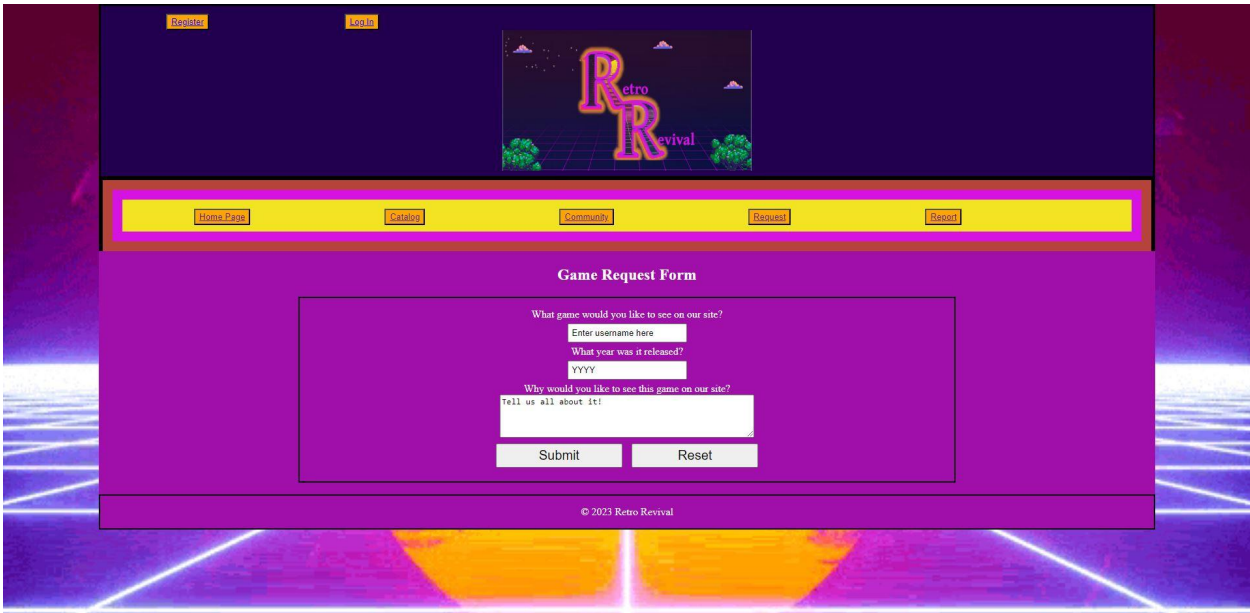 Register Log In
Retro
Revival
Home Page Catalog Community Request Report
Game Request Form
What game would you like to see on our site?
Enter username here
What year was it released?
YYYY
Why would you like to see this game on our site?
Tell us all about it!
Submit Reset
© 2023 Retro Revival